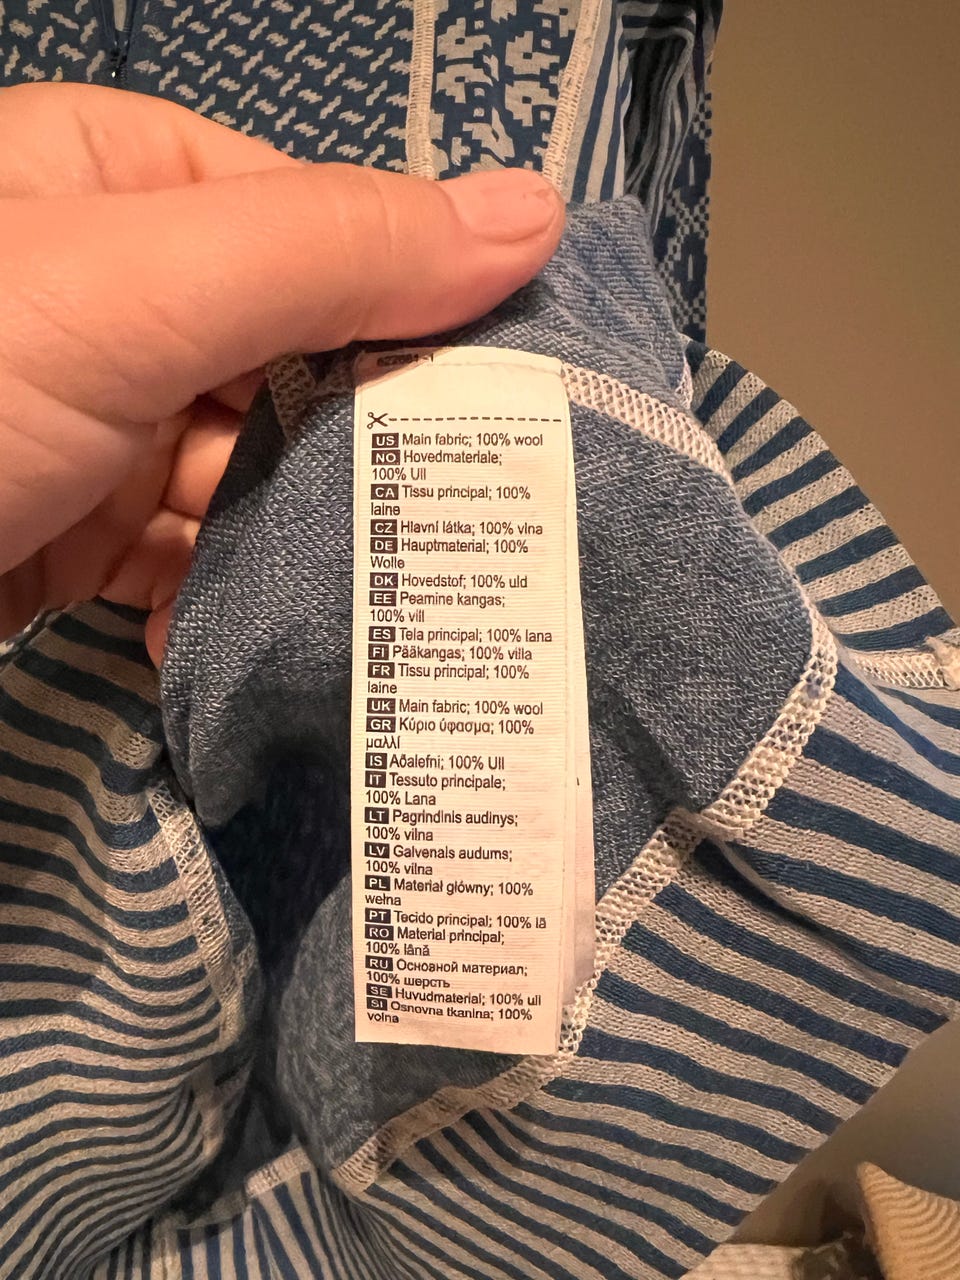 US Main fabric; 100% wool
NO Hovedmateriale;
100% Ull
CA Tissu principal; 100%
laine
CZ Hlavní látka; 100% vlna
DE Hauptmaterial; 100%
Wolle
DK Hovedstof; 100% uld
EE Peamine kangas;
100% vill
ES Tela principal; 100% lana
FI Pääkangas; 100% villa
FR Tissu principal; 100%
laine
UK Main fabric; 100% wool
GR Κύριο ύφασμα; 100%
μαλλί
IS Aðalefni; 100% Ull
IT Tessuto principale;
100% Lana
LT Pagrindinis audinys;
100% vilna
LV Galvenais audums;
100% vilna
PL Materiał główny; 100%
wełna
PT Tecido principal; 100% lã
RO Material principal;
100% lână
RU Основной материал;
100% шерсть
SE Huvudmaterial; 100% ull
SI Osnovna tkanina; 100%
volna